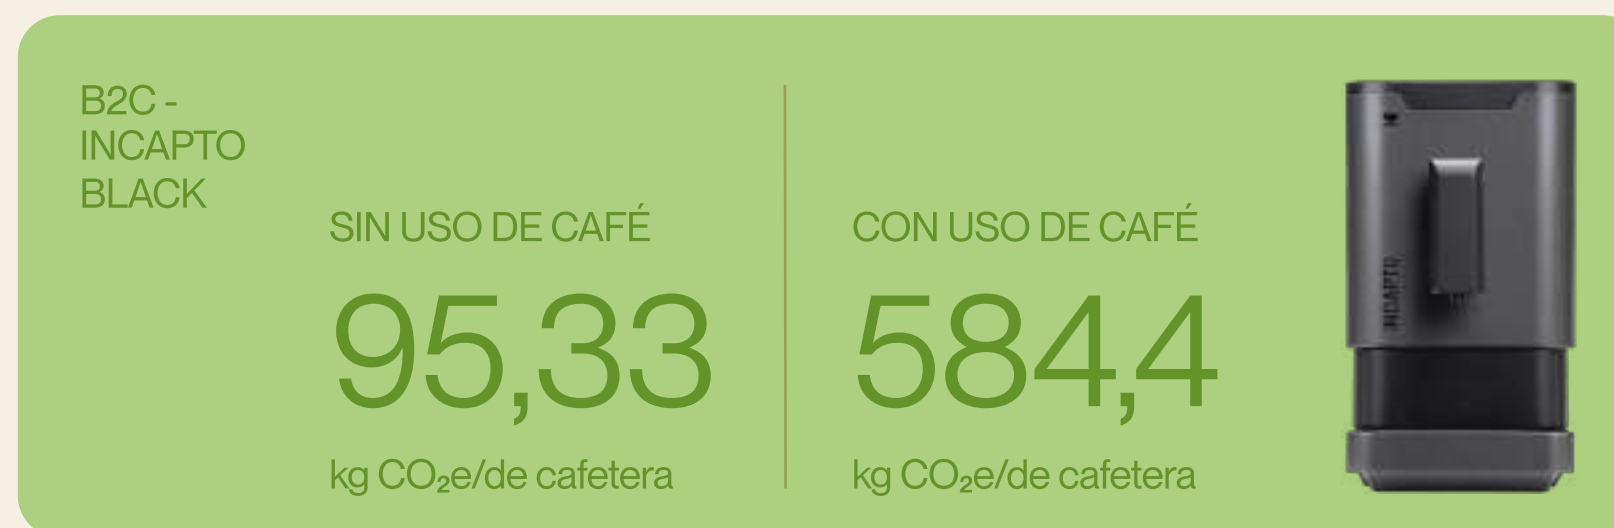 B2C -
INCAPTO
BLACK
SIN USO DE CAFÉ
95,33
kg CO₂e/de cafetera
CON USO DE CAFÉ
584,4
kg CO₂e/de cafetera
INCAPTO